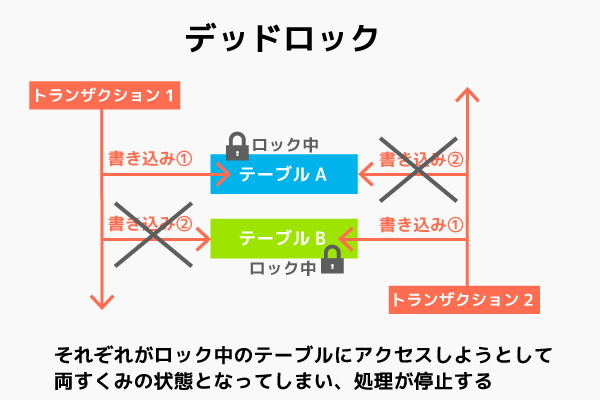 デッドロック
トランザクション1
ロック中
書き込み①
書き込み②
テーブル A
書き込み②
書き込み①
テーブル B
ロック中
トランザクション2
それぞれがロック中のテーブルにアクセスしようとして
両すくみの状態となってしまい、処理が停止する